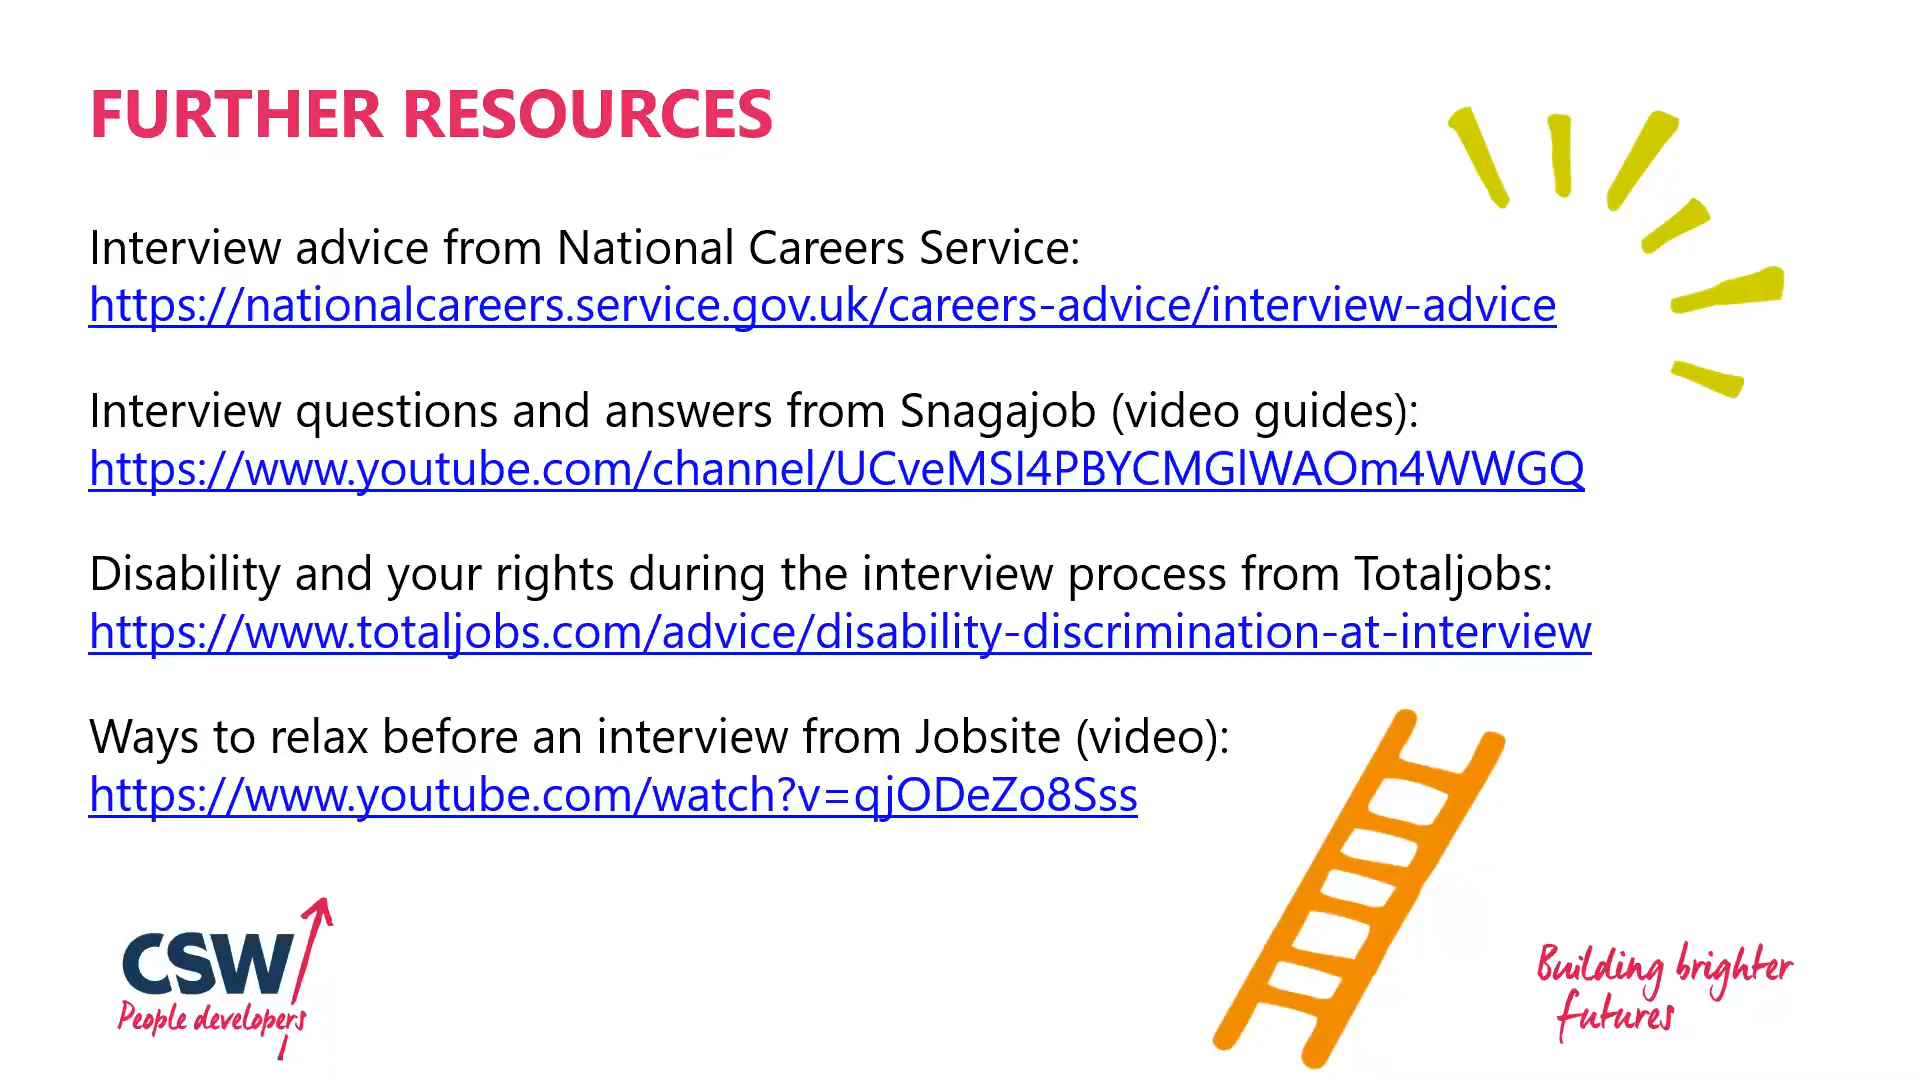 FURTHER RESOURCES
Interview advice from National Careers Service:
https://nationalcareers.service.gov.uk/careers-advice/interview-advice
Interview questions and answers from Snagajob (video guides):
https://www.youtube.com/channel/UCveMSI4PBYCMGlWAOm4WWGQ
Disability and your rights during the interview process from Totaljobs:
https://www.totaljobs.com/advice/disability-discrimination-at-interview
Ways to relax before an interview from Jobsite (video):
https://www.youtube.com/watch?v=qjODeZo8Sss
CSW
People developers
Building brighter
futures